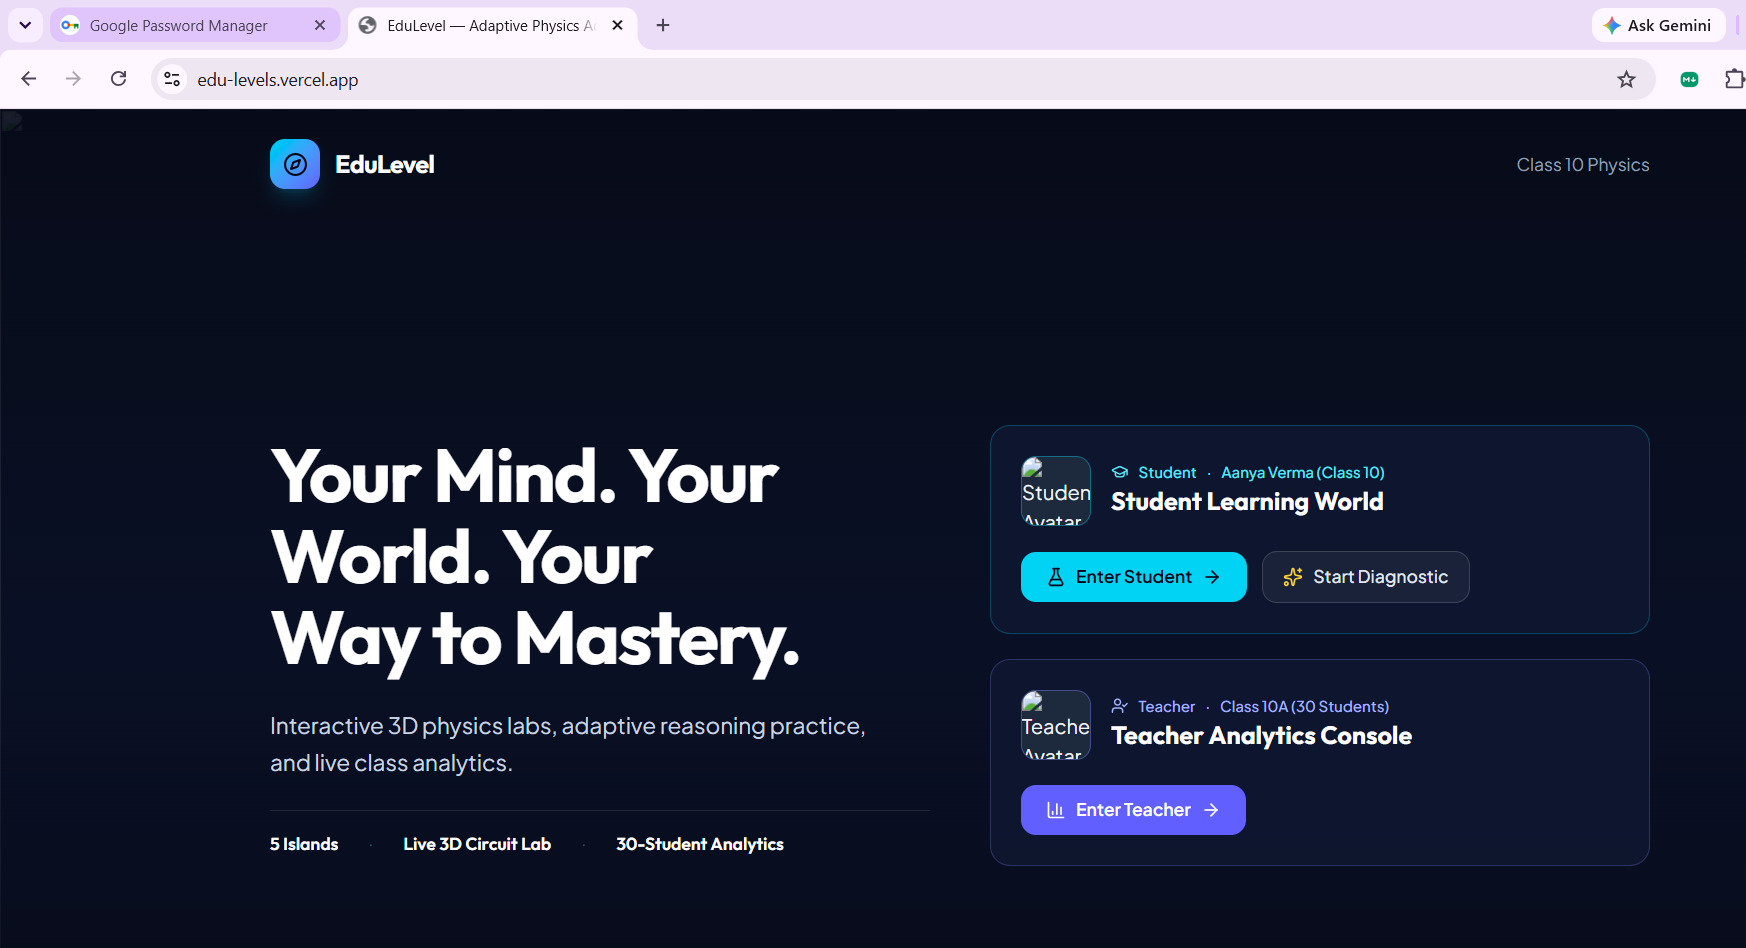 Google Password Manager
EduLevel — Adaptive Physics
Ask Gemini
edu-levels.vercel.app
EduLevel
Class 10 Physics
Your Mind. Your
World. Your
Way to Mastery.
Interactive 3D physics labs, adaptive reasoning practice,
and live class analytics.
5 Islands · Live 3D Circuit Lab · 30-Student Analytics
Student Avatar
Student · Aanya Verma (Class 10)
Student Learning World
Enter Student →
Start Diagnostic
Teache
Avatar
Teacher · Class 10A (30 Students)
Teacher Analytics Console
Enter Teacher →